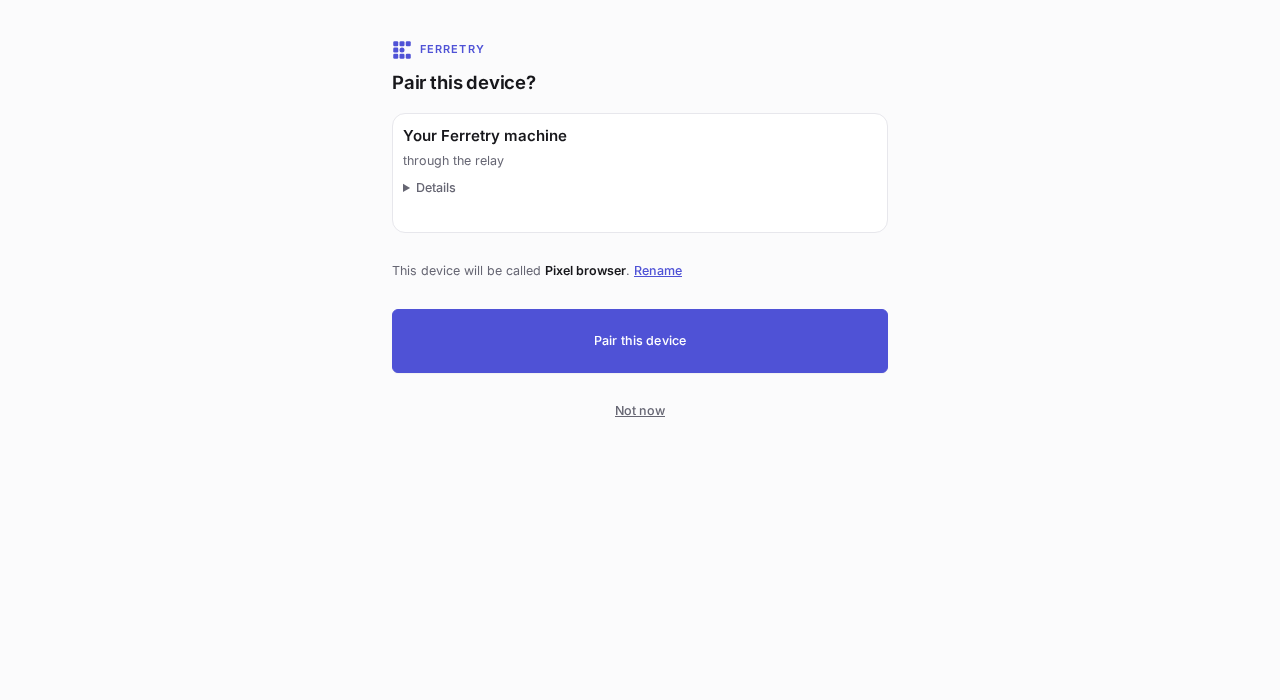 FERRETRY
Pair this device?
Your Ferretry machine
through the relay
Details
This device will be called Pixel browser. Rename
Pair this device
Not now